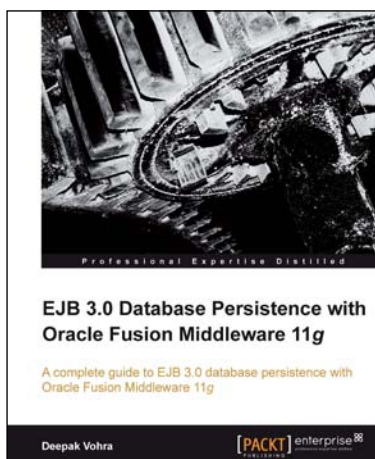 Professional Expertise Distilled
EJB 3.0 Database Persistence with
Oracle Fusion Middleware 11g
A complete guide to EJB 3.0 database persistence with
Oracle Fusion Middleware 11g
Deepak Vohra
[PACKT] enterprise
PUBLISHING